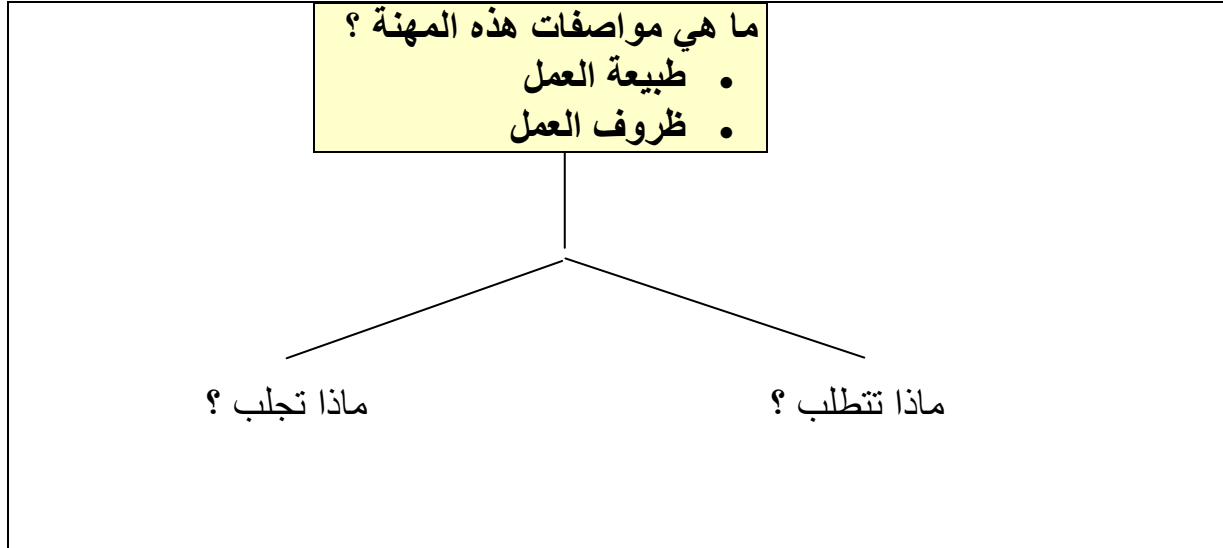 ما هي مواصفات هذه المهنة ؟
• طبيعة العمل
• ظروف العمل
ماذا تتطلب ؟
ماذا تجلب ؟